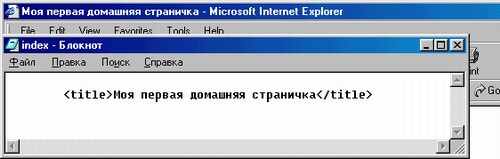 Моя первая домашняя страничка - Microsoft Internet Explorer
File Edit View Favorites Tools Help
index - Блокнот
Файл Правка Поиск Справка
<title>Моя первая домашняя страничка</title>
Go